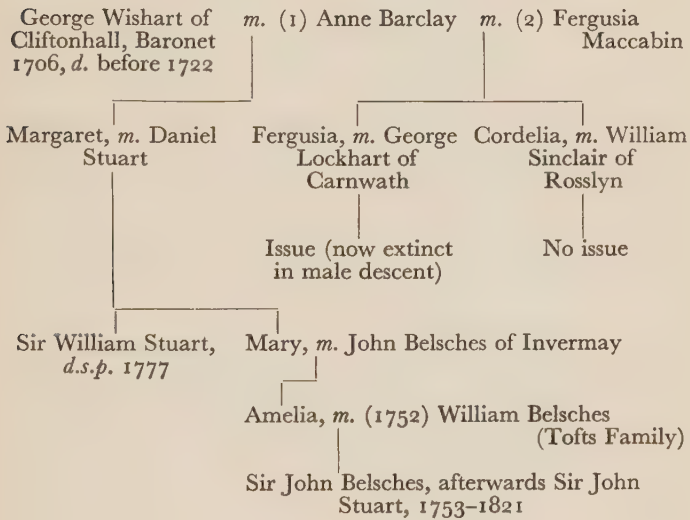 George Wishart of m. (1) Anne Barclay m. (2) Fergusia
Cliftonhall, Baronet Maccabin
1706, d. before 1722
Margaret, m. Daniel Fergusia, m. George Cordelia, m. William
Stuart Lockhart of Sinclair of
Carnwath Rosslyn
Issue (now extinct No issue
in male descent)
Sir William Stuart, Mary, m. John Belsches of Invermay
d.s.p. 1777
Amelia, m. (1752) William Belsches
(Tofts Family)
Sir John Belsches, afterwards Sir John
Stuart, 1753–1821